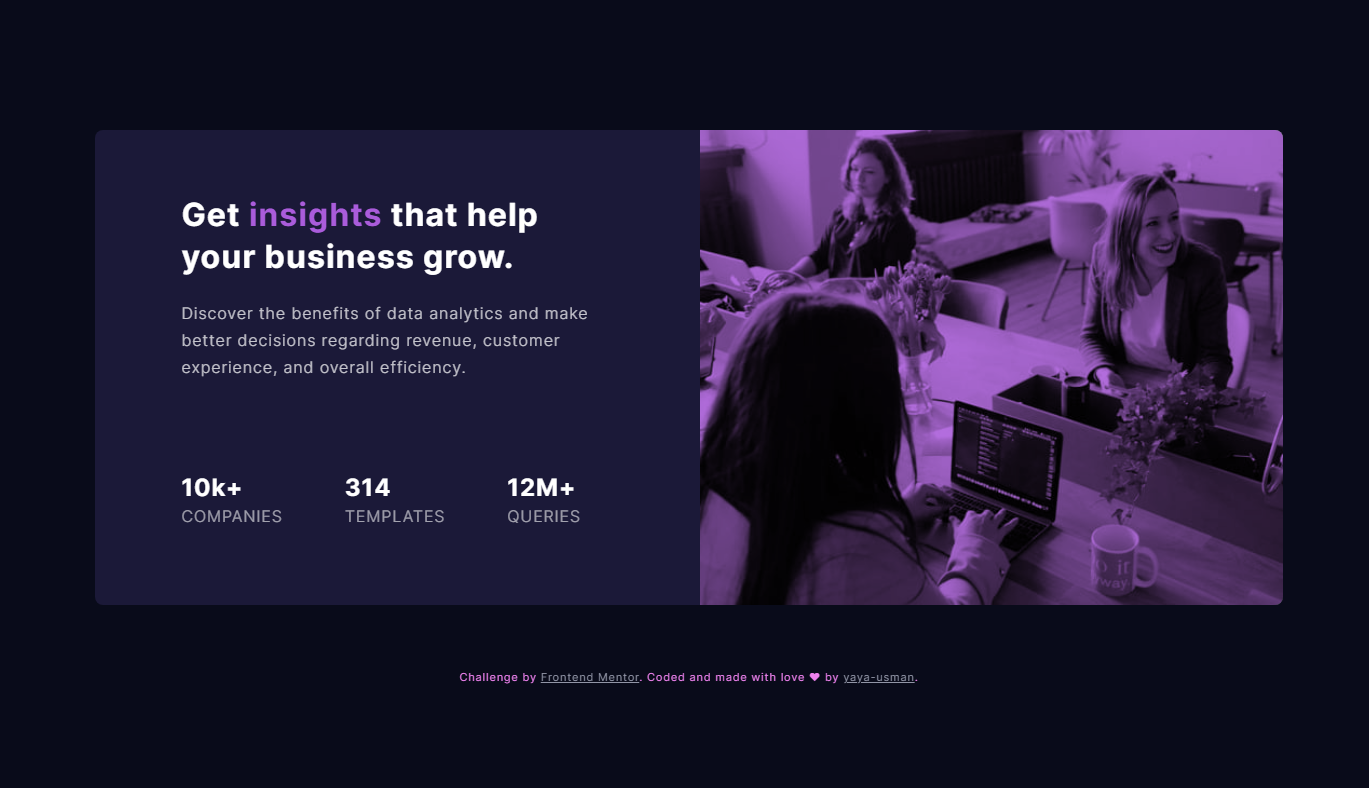 Get insights that help
your business grow.
Discover the benefits of data analytics and make
better decisions regarding revenue, customer
experience, and overall efficiency.
10k+ 314 12M+
COMPANIES TEMPLATES QUERIES
o it
yway
Challenge by Frontend Mentor. Coded and made with love ♥ by yaya-usman.